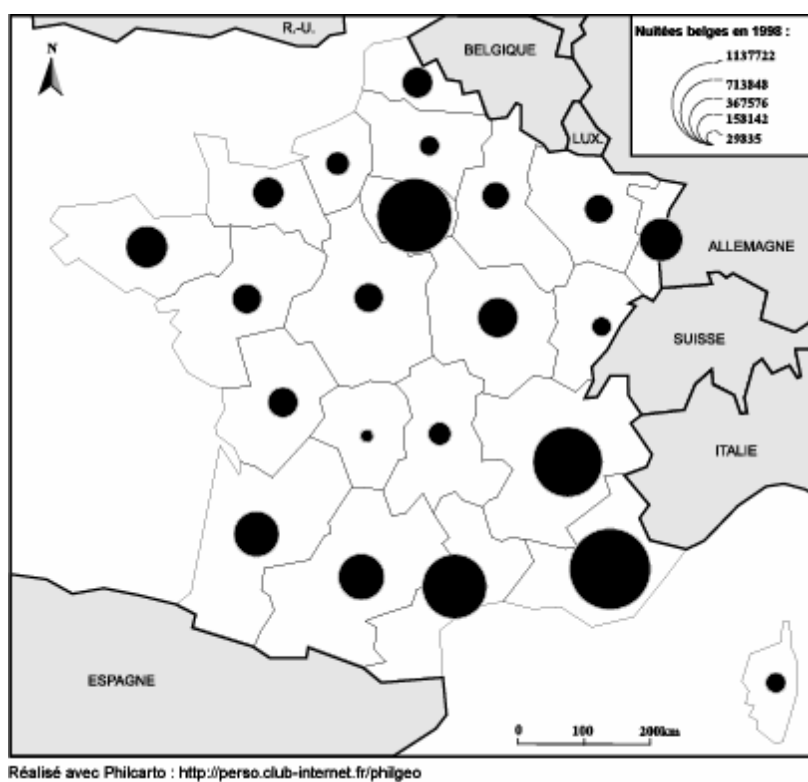 R.-U.
BELGIQUE
LUX.
Nuitées belges en 1998 :
1137722
713848
367576
158142
29835
N
ALLEMAGNE
SUISSE
ITALIE
ESPAGNE
0 100 200km
Réalisé avec Philcarto : http://perso.club-internet.fr/philgeo